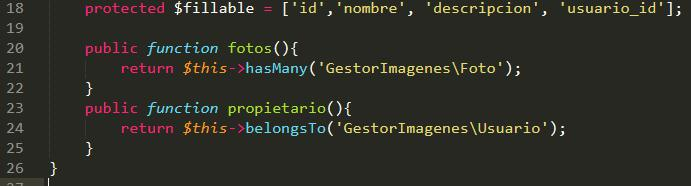 18 protected $fillable = ['id','nombre', 'descripcion', 'usuario_id'];
19
20 public function fotos(){
21 return $this->hasMany('GestorImagenes\Foto');
22 }
23 public function propietario(){
24 return $this->belongsTo('GestorImagenes\Usuario');
25 }
26 }
27